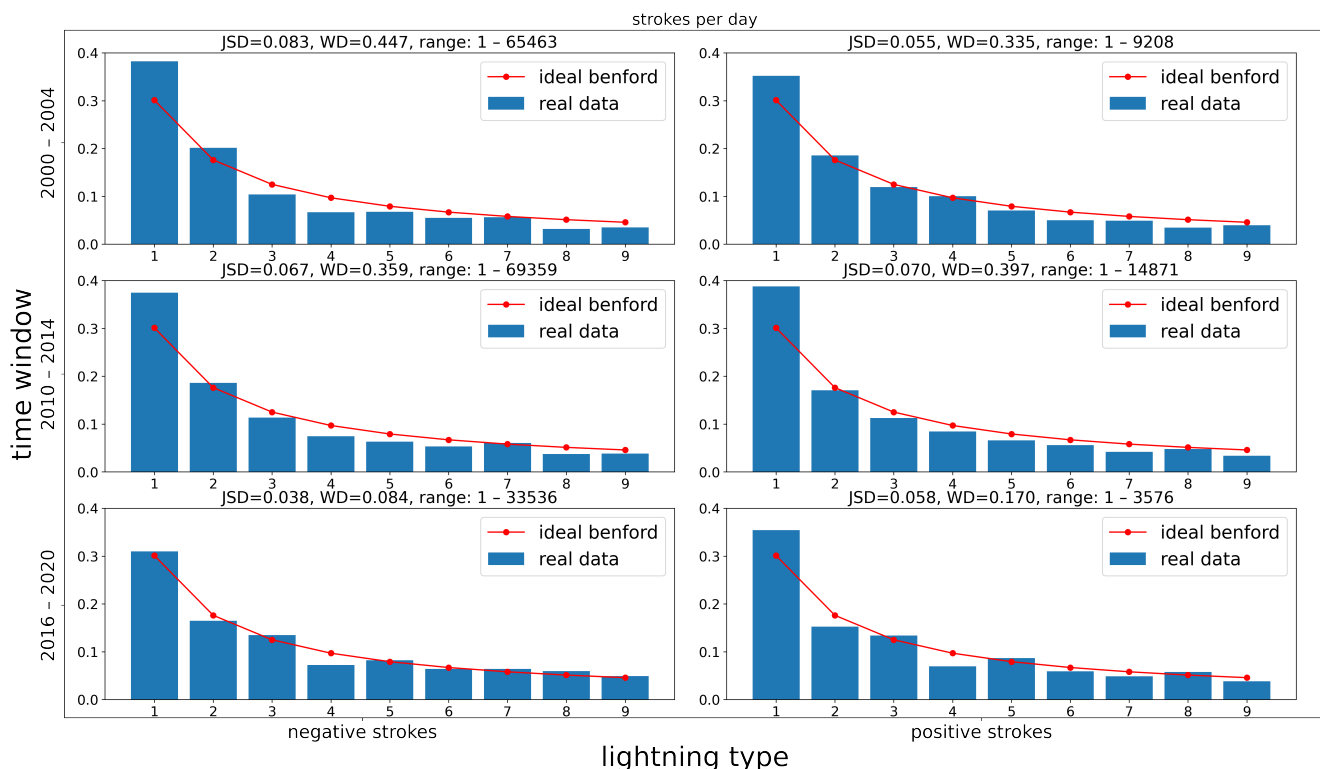 strokes per day
time window
2000 – 2004
JSD=0.083, WD=0.447, range: 1 – 65463
0.4
0.3
0.2
0.1
0.0
ideal benford
real data
1 2 3 4 5 6 7 8 9
JSD=0.055, WD=0.335, range: 1 – 9208
0.4
0.3
0.2
0.1
0.0
ideal benford
real data
1 2 3 4 5 6 7 8 9
2010 – 2014
JSD=0.067, WD=0.359, range: 1 – 69359
0.4
0.3
0.2
0.1
0.0
ideal benford
real data
1 2 3 4 5 6 7 8 9
JSD=0.070, WD=0.397, range: 1 – 14871
0.4
0.3
0.2
0.1
0.0
ideal benford
real data
1 2 3 4 5 6 7 8 9
2016 – 2020
JSD=0.038, WD=0.084, range: 1 – 33536
0.4
0.3
0.2
0.1
0.0
ideal benford
real data
1 2 3 4 5 6 7 8 9
JSD=0.058, WD=0.170, range: 1 – 3576
0.4
0.3
0.2
0.1
0.0
ideal benford
real data
1 2 3 4 5 6 7 8 9
negative strokes
positive strokes
lightning type